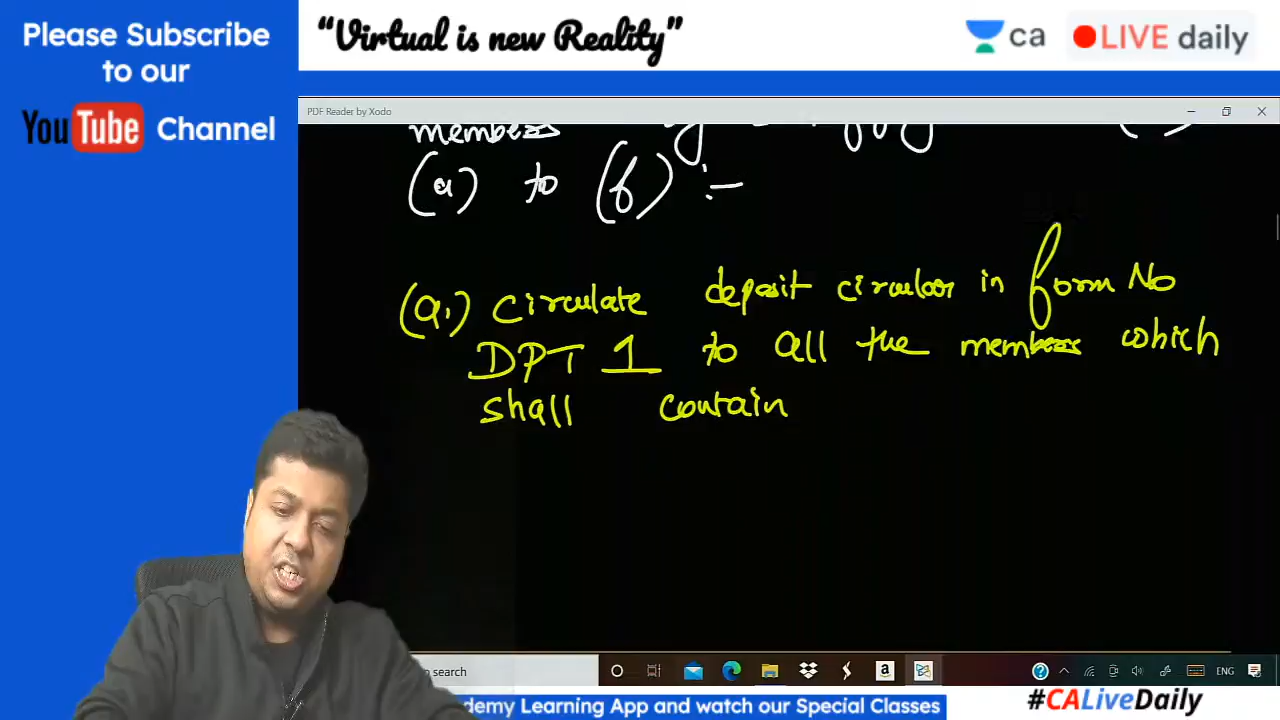 Please Subscribe
to our
YouTube Channel
“Virtual is new Reality”
ca
LIVE daily
PDF Reader by Xodo
members
(a) to (f) :-
(a.) circulate deposit circular in form No
DPT 1 to all the members which
shall contain
search
ENG
demy Learning App and watch our Special Classes
#CALiveDaily